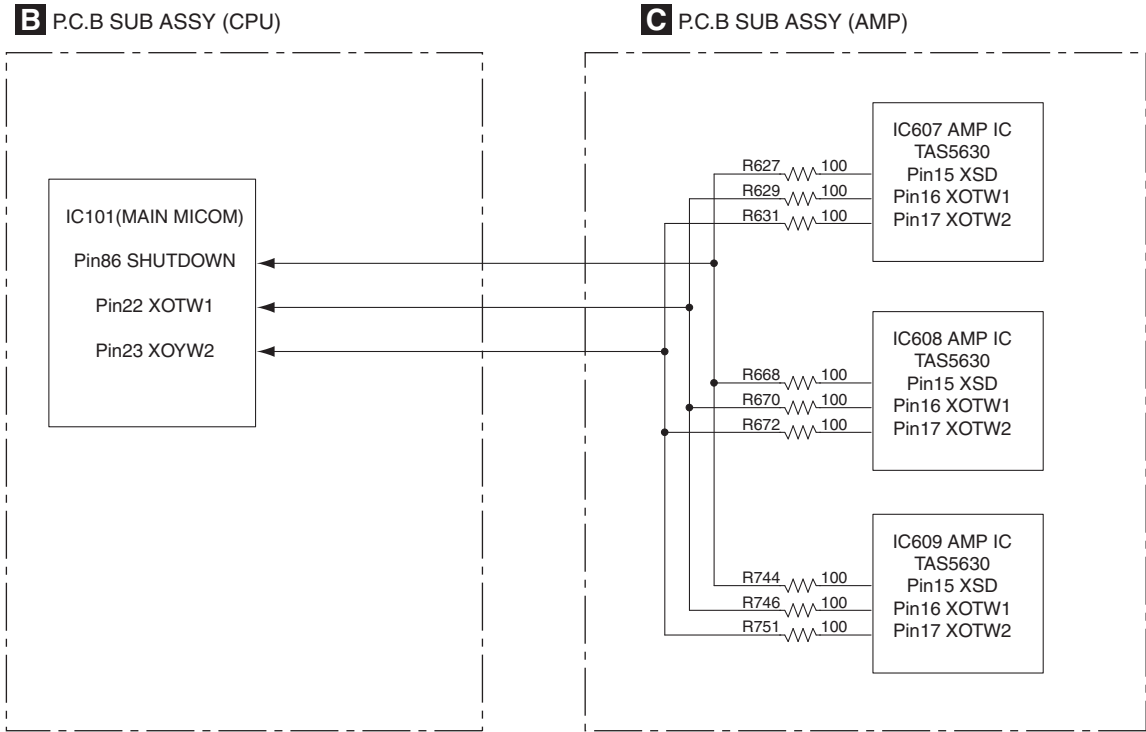 B P.C.B SUB ASSY (CPU)
C P.C.B SUB ASSY (AMP)
IC101(MAIN MICOM)
Pin86 SHUTDOWN
Pin22 XOTW1
Pin23 XOYW2
R627 100
R629 100
R631 100
IC607 AMP IC
TAS5630
Pin15 XSD
Pin16 XOTW1
Pin17 XOTW2
R668 100
R670 100
R672 100
IC608 AMP IC
TAS5630
Pin15 XSD
Pin16 XOTW1
Pin17 XOTW2
R744 100
R746 100
R751 100
IC609 AMP IC
TAS5630
Pin15 XSD
Pin16 XOTW1
Pin17 XOTW2